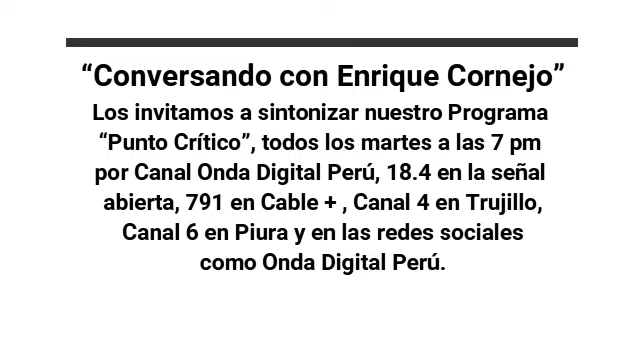 “Conversando con Enrique Cornejo”
Los invitamos a sintonizar nuestro Programa
“Punto Crítico”, todos los martes a las 7 pm
por Canal Onda Digital Perú, 18.4 en la señal
abierta, 791 en Cable + , Canal 4 en Trujillo,
Canal 6 en Piura y en las redes sociales
como Onda Digital Perú.